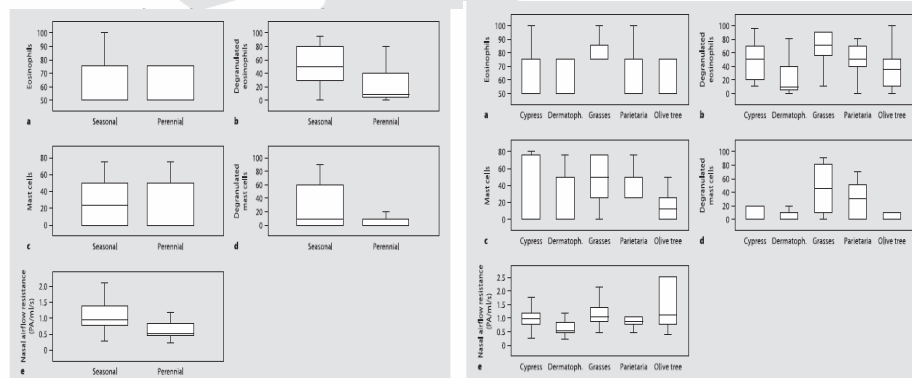 Eosinophils
100
90
80
70
60
50
a
Seasonal Perennial
Degranulated
eosinophils
100
80
60
40
20
0
b
Seasonal Perennial
Mast cells
80
60
40
20
0
c
Seasonal Perennial
Degranulated
mast cells
100
80
60
40
20
0
d
Seasonal Perennial
Nasal airflow resistance
(PA/ml/s)
2.0
1.5
1.0
0.5
0
e
Seasonal Perennial
Eosinophils
100
90
80
70
60
50
a
Cypress Dermatoph. Grasses Parietaria Olive tree
Degranulated
eosinophils
100
80
60
40
20
0
b
Cypress Dermatoph. Grasses Parietaria Olive tree
Mast cells
80
60
40
20
0
c
Cypress Dermatoph. Grasses Parietaria Olive tree
Degranulated
mast cells
100
80
60
40
20
0
d
Cypress Dermatoph. Grasses Parietaria Olive tree
Nasal airflow resistance
(PA/ml/s)
2.5
2.0
1.5
1.0
0.5
0
e
Cypress Dermatoph. Grasses Parietaria Olive tree